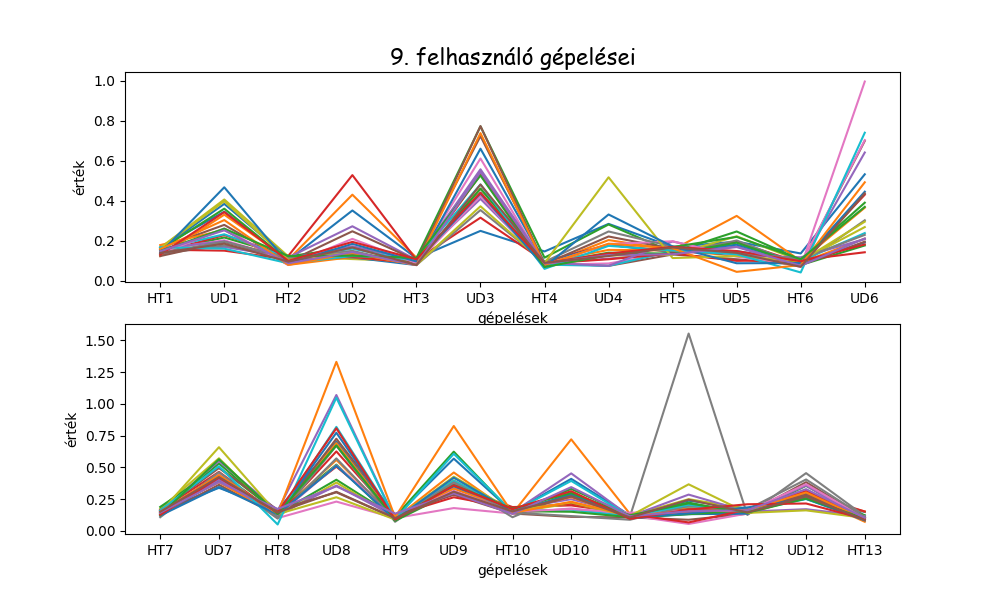 9. felhasználó gépelései
érték
1.0
0.8
0.6
0.4
0.2
0.0
HT1 UD1 HT2 UD2 HT3 UD3 HT4 UD4 HT5 UD5 HT6 UD6
gépelések
érték
1.50
1.25
1.00
0.75
0.50
0.25
0.00
HT7 UD7 HT8 UD8 HT9 UD9 HT10 UD10 HT11 UD11 HT12 UD12 HT13
gépelések